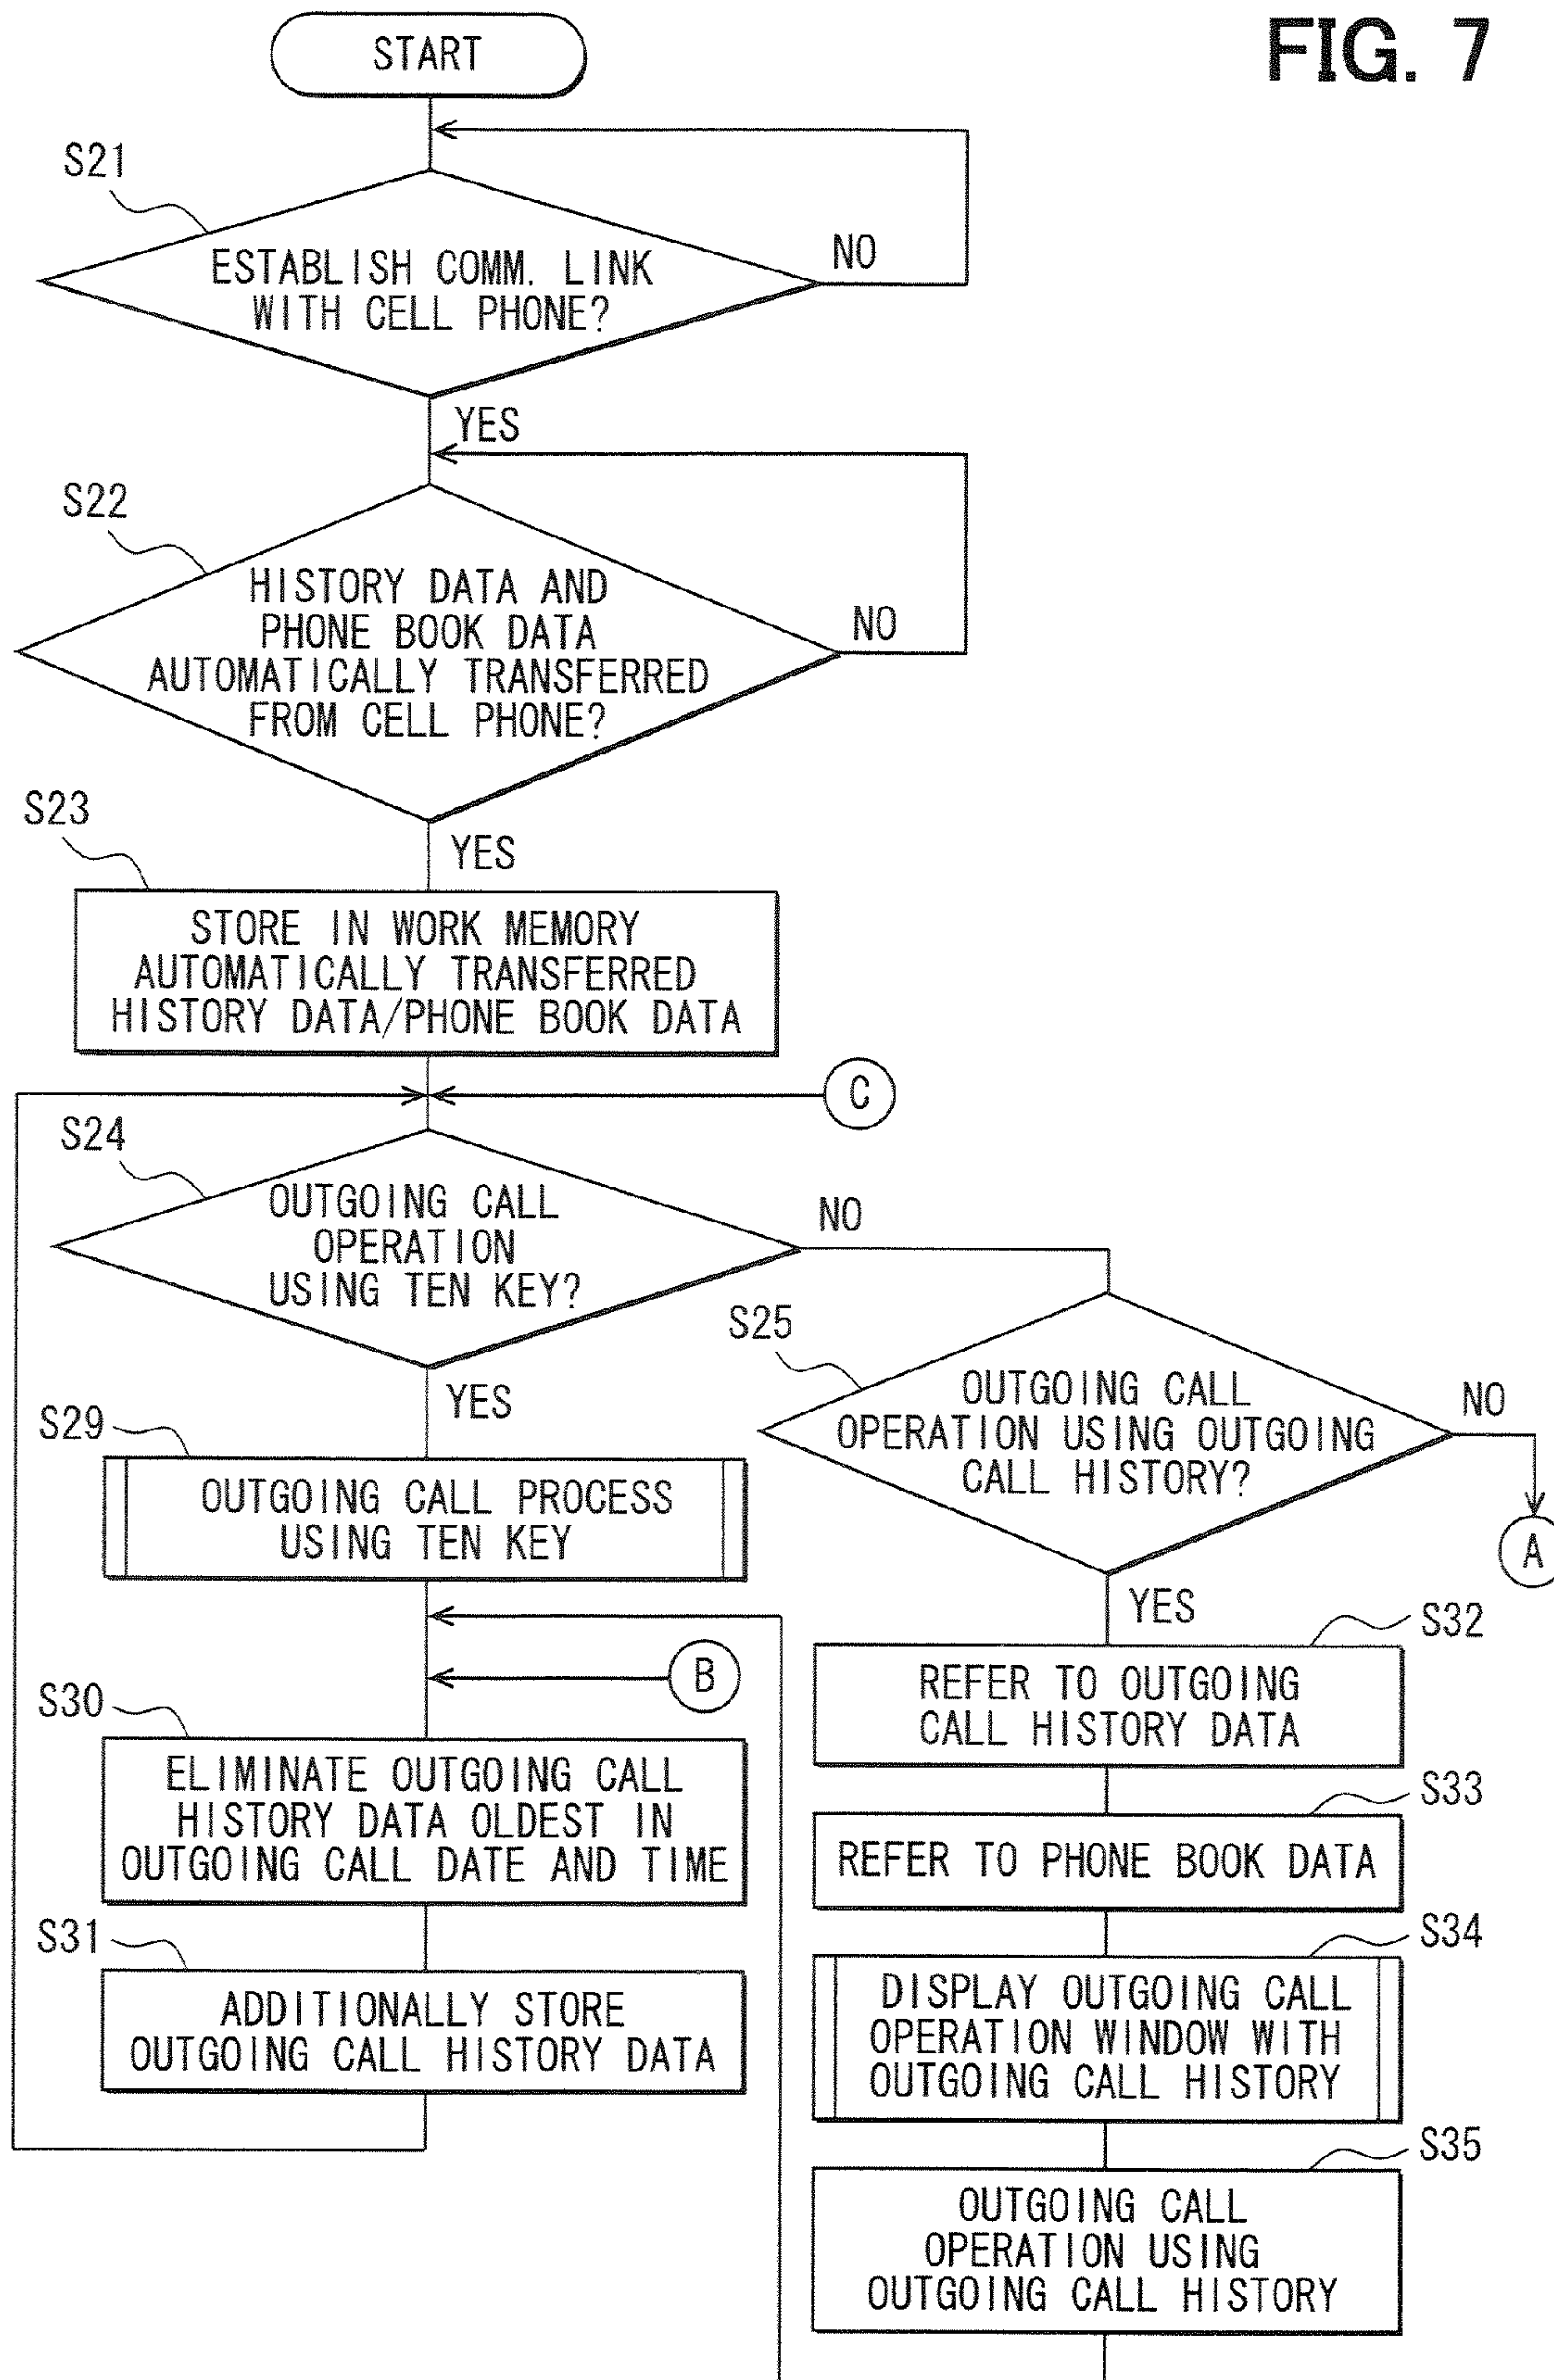 FIG. 7
START
S21
ESTABLISH COMM. LINK
WITH CELL PHONE?
NO
YES
S22
HISTORY DATA AND
PHONE BOOK DATA
AUTOMATICALLY TRANSFERRED
FROM CELL PHONE?
NO
YES
S23
STORE IN WORK MEMORY
AUTOMATICALLY TRANSFERRED
HISTORY DATA/PHONE BOOK DATA
C
S24
OUTGOING CALL
OPERATION
USING TEN KEY?
NO
YES
S25
OUTGOING CALL
OPERATION USING OUTGOING
CALL HISTORY?
NO
A
YES
S29
OUTGOING CALL PROCESS
USING TEN KEY
B
S30
ELIMINATE OUTGOING CALL
HISTORY DATA OLDEST IN
OUTGOING CALL DATE AND TIME
S31
ADDITIONALLY STORE
OUTGOING CALL HISTORY DATA
S32
REFER TO OUTGOING
CALL HISTORY DATA
S33
REFER TO PHONE BOOK DATA
S34
DISPLAY OUTGOING CALL
OPERATION WINDOW WITH
OUTGOING CALL HISTORY
S35
OUTGOING CALL
OPERATION USING
OUTGOING CALL HISTORY